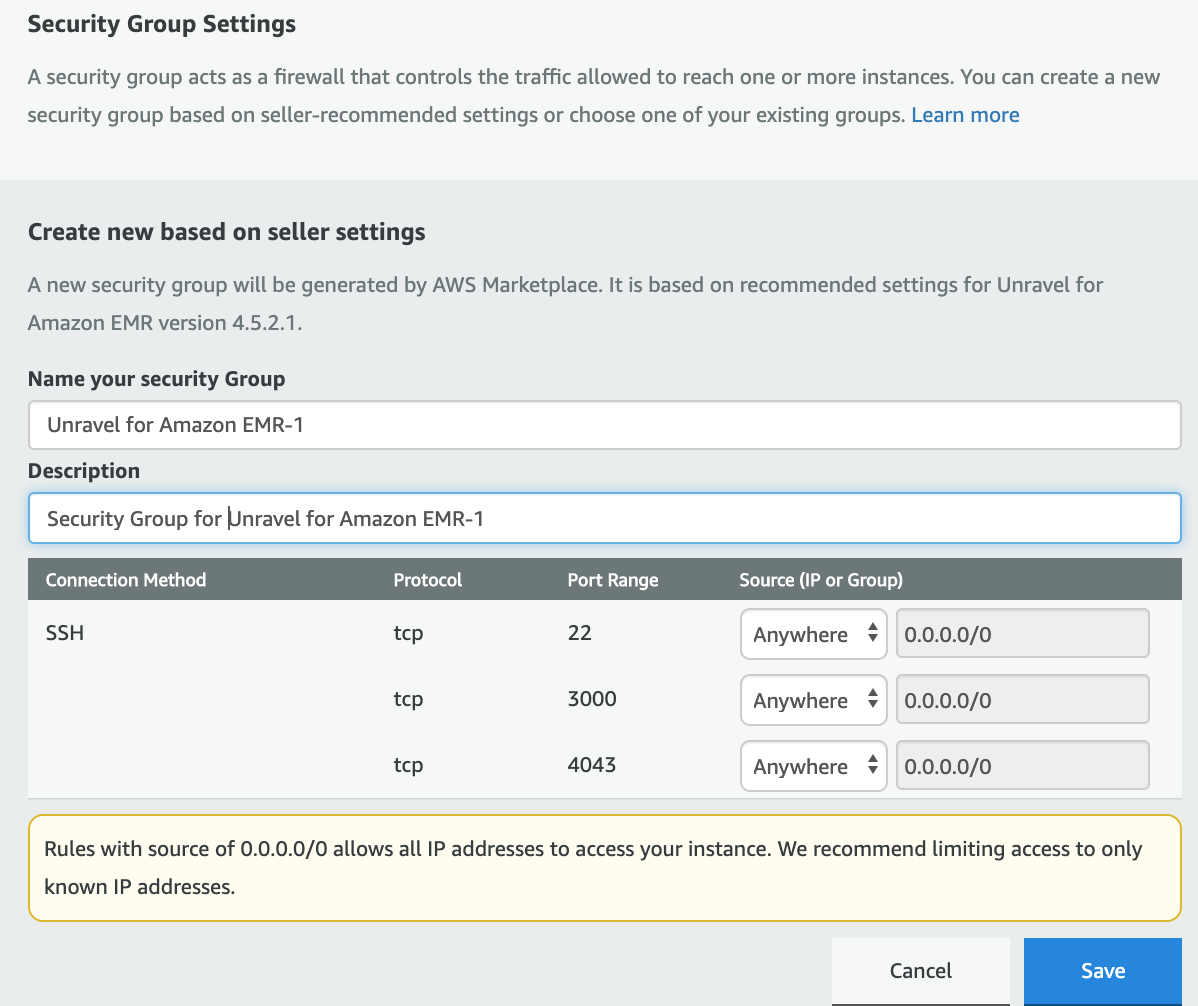 Security Group Settings
A security group acts as a firewall that controls the traffic allowed to reach one or more instances. You can create a new
security group based on seller-recommended settings or choose one of your existing groups. Learn more
Create new based on seller settings
A new security group will be generated by AWS Marketplace. It is based on recommended settings for Unravel for
Amazon EMR version 4.5.2.1.
Name your security Group
Unravel for Amazon EMR-1
Description
Security Group for Unravel for Amazon EMR-1
Connection Method Protocol Port Range Source (IP or Group)
SSH tcp 22 Anywhere 0.0.0.0/0
tcp 3000 Anywhere 0.0.0.0/0
tcp 4043 Anywhere 0.0.0.0/0
Rules with source of 0.0.0.0/0 allows all IP addresses to access your instance. We recommend limiting access to only
known IP addresses.
Cancel Save